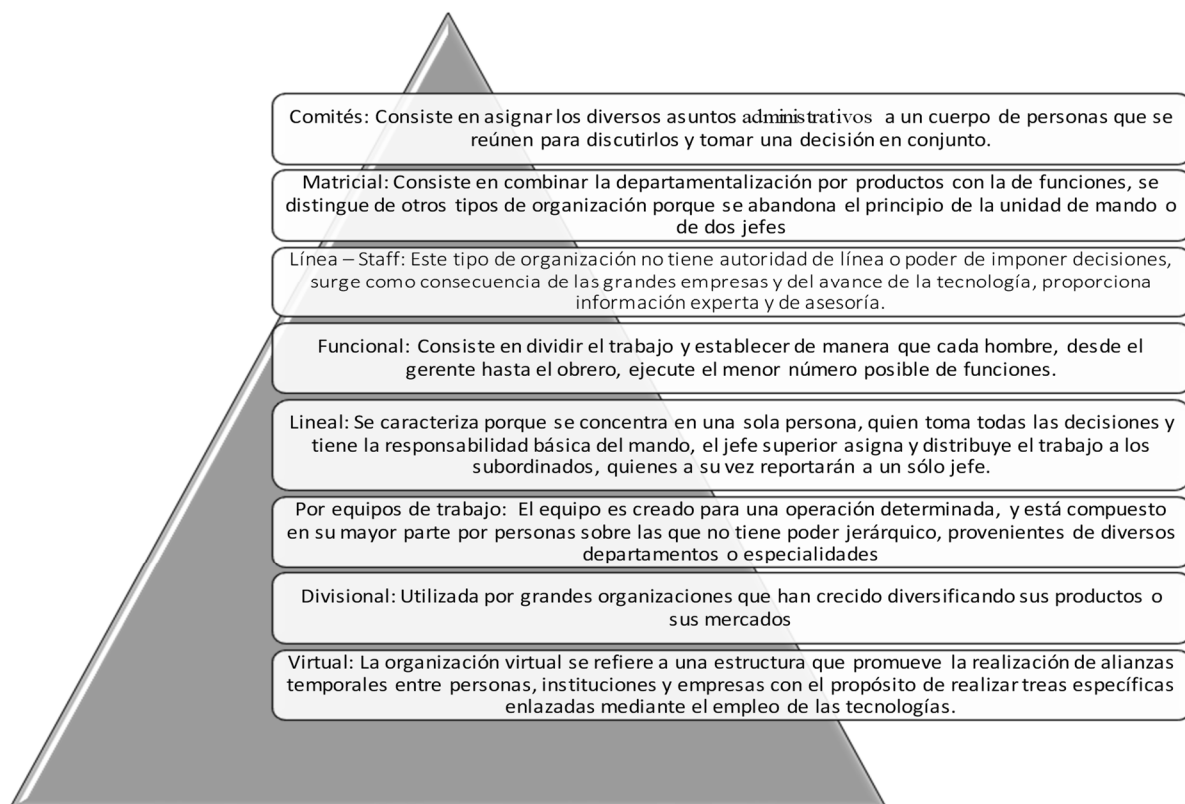 Comités: Consiste en asignar los diversos asuntos administrativos a un cuerpo de personas que se
reúnen para discutirlos y tomar una decisión en conjunto.
Matricial: Consiste en combinar la departamentalización por productos con la de funciones, se
distingue de otros tipos de organización porque se abandona el principio de la unidad de mando o
de dos jefes
Línea – Staff: Este tipo de organización no tiene autoridad de línea o poder de imponer decisiones,
surge como consecuencia de las grandes empresas y del avance de la tecnología, proporciona
información experta y de asesoría.
Funcional: Consiste en dividir el trabajo y establecer de manera que cada hombre, desde el
gerente hasta el obrero, ejecute el menor número posible de funciones.
Lineal: Se caracteriza porque se concentra en una sola persona, quien toma todas las decisiones y
tiene la responsabilidad básica del mando, el jefe superior asigna y distribuye el trabajo a los
subordinados, quienes a su vez reportarán a un sólo jefe.
Por equipos de trabajo: El equipo es creado para una operación determinada, y está compuesto
en su mayor parte por personas sobre las que no tiene poder jerárquico, provenientes de diversos
departamentos o especialidades
Divisional: Utilizada por grandes organizaciones que han crecido diversificando sus productos o
sus mercados
Virtual: La organización virtual se refiere a una estructura que promueve la realización de alianzas
temporales entre personas, instituciones y empresas con el propósito de realizar treas específicas
enlazadas mediante el empleo de las tecnologías.